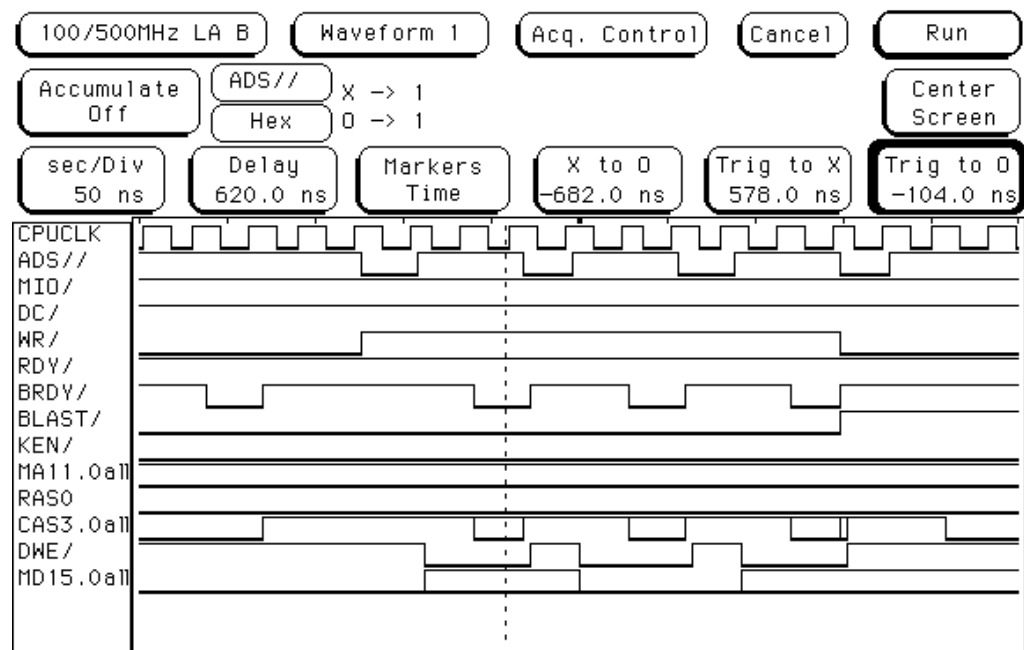 100/500MHz LA B Waveform 1 Acq. Control Cancel Run
Accumulate Off ADS// X -> 1 Center Screen
Hex O -> 1
sec/Div Delay Markers X to O Trig to X Trig to O
50 ns 620.0 ns Time -682.0 ns 578.0 ns -104.0 ns
CPUCLK
ADS//
MIO/
DC/
WR/
RDY/
BRDY/
BLAST/
KEN/
MA11.0all
RAS0
CAS3.0all
DWE/
MD15.0all